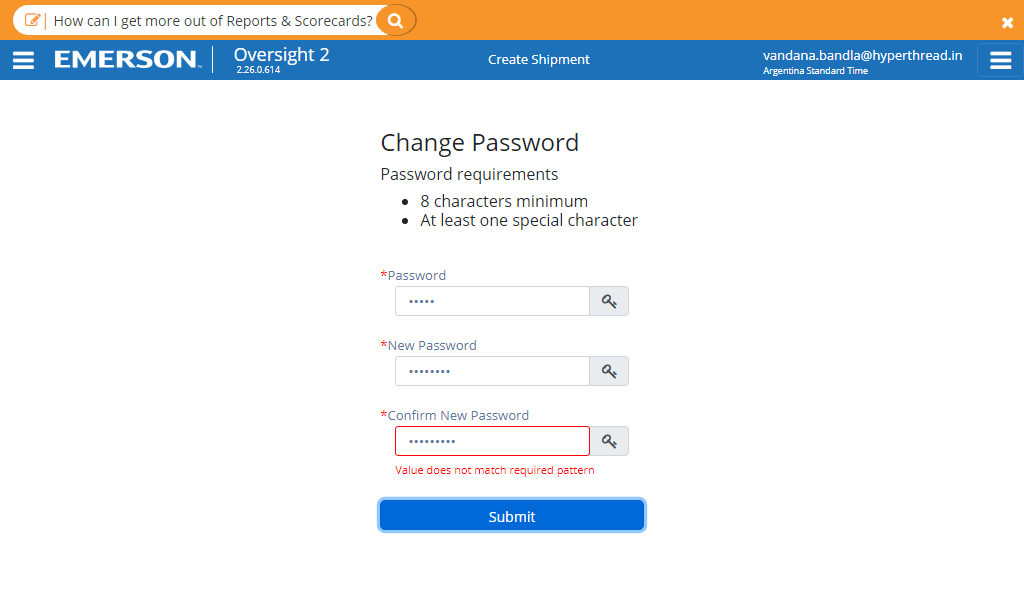 How can I get more out of Reports & Scorecards?
EMERSON™ Oversight 2 Create Shipment vandana.bandla@hyperthread.in
2.26.0.614 Argentina Standard Time
Change Password
Password requirements
• 8 characters minimum
• At least one special character
*Password
•••••
*New Password
••••••••
*Confirm New Password
•••••••••
Value does not match required pattern
Submit